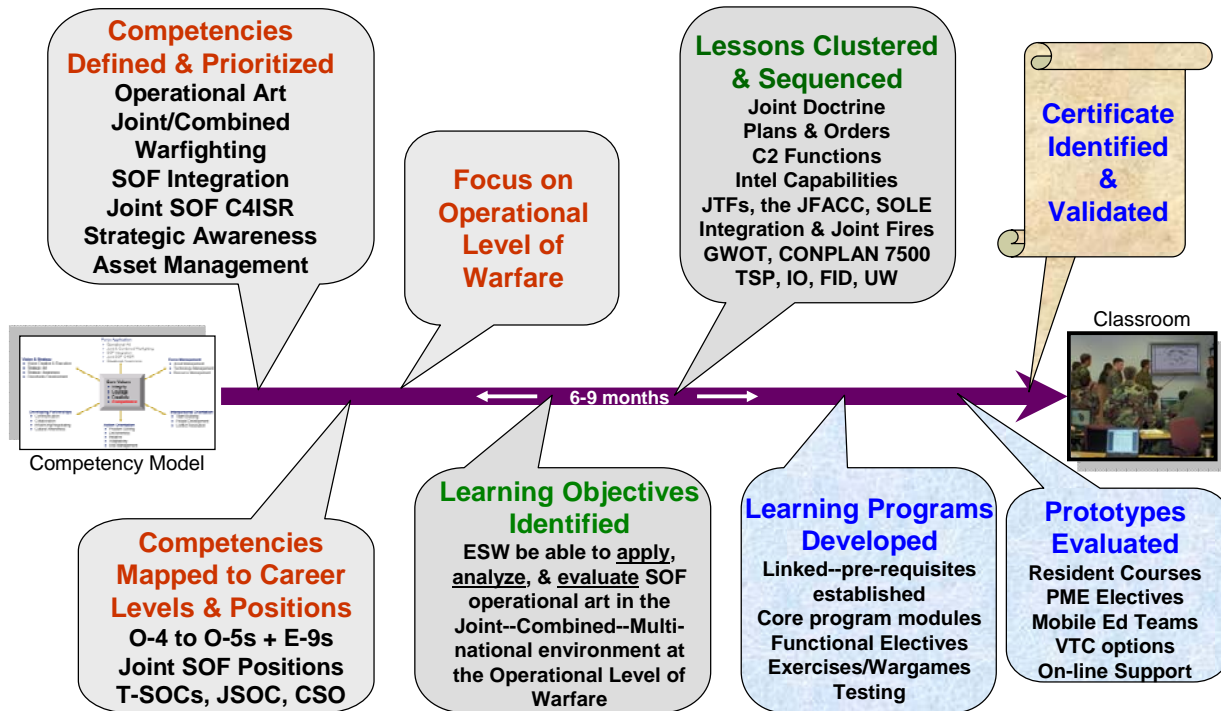 Competencies
Defined & Prioritized
Operational Art
Joint/Combined
Warfighting
SOF Integration
Joint SOF C4ISR
Strategic Awareness
Asset Management
Focus on
Operational
Level of
Warfare
Lessons Clustered
& Sequenced
Joint Doctrine
Plans & Orders
C2 Functions
Intel Capabilities
JTFs, the JFACC, SOLE
Integration & Joint Fires
GWOT, CONPLAN 7500
TSP, IO, FID, UW
Certificate
Identified
&
Validated
Classroom
6-9 months
Competency Model
Competencies
Mapped to Career
Levels & Positions
O-4 to O-5s + E-9s
Joint SOF Positions
T-SOCs, JSOC, CSO
Learning Objectives
Identified
ESW be able to apply,
analyze, & evaluate SOF
operational art in the
Joint--Combined--Multi-
national environment at
the Operational Level of
Warfare
Learning Programs
Developed
Linked--pre-requisites
established
Core program modules
Functional Electives
Exercises/Wargames
Testing
Prototypes
Evaluated
Resident Courses
PME Electives
Mobile Ed Teams
VTC options
On-line Support